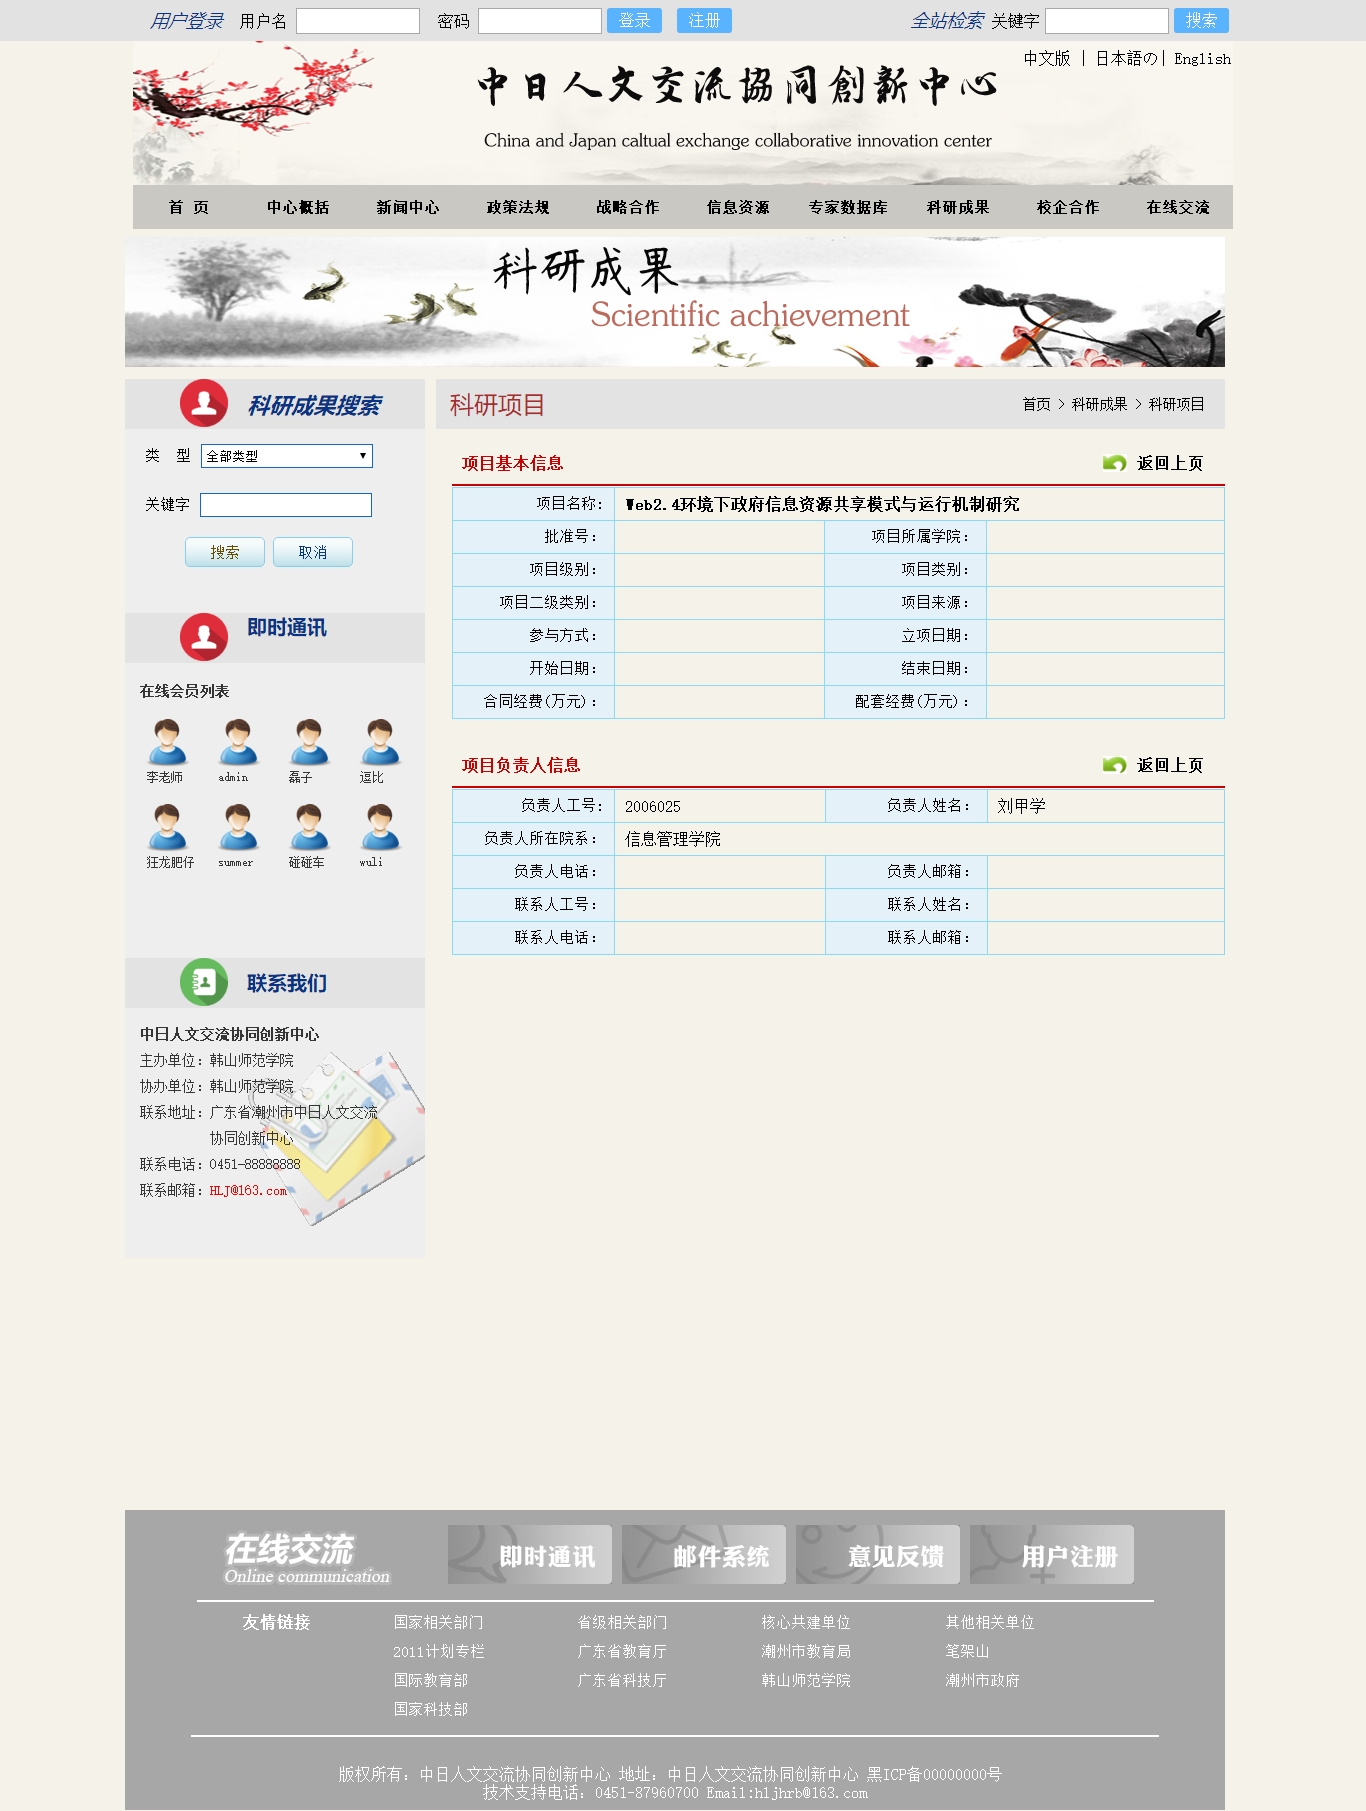 用户登录 用户名 密码 登录 注册 全站检索 关键字 搜索
中文版 | 日本語の | English
中日人文交流協同創新中心
China and Japan caltual exchange collaborative innovation center
首 页 中心概括 新闻中心 政策法规 战略合作 信息资源 专家数据库 科研成果 校企合作 在线交流
科研成果
Scientific achievement
科研成果搜索
类 型 全部类型
关键字
搜索 取消
即时通讯
在线会员列表
李老师 admin 磊子 逗比
狂龙肥仔 summer 碰碰车 wuli
联系我们
中日人文交流协同创新中心
主办单位：韩山师范学院
协办单位：韩山师范学院
联系地址：广东省潮州市中日人文交流
协同创新中心
联系电话：0451-88888888
联系邮箱：HLJ@163.com
科研项目 首页 > 科研成果 > 科研项目
项目基本信息 返回上页
项目名称： Web2.4环境下政府信息资源共享模式与运行机制研究
批准号： 项目所属学院：
项目级别： 项目类别：
项目二级类别： 项目来源：
参与方式： 立项日期：
开始日期： 结束日期：
合同经费(万元)： 配套经费(万元)：
项目负责人信息 返回上页
负责人工号： 2006025 负责人姓名： 刘甲学
负责人所在院系： 信息管理学院
负责人电话： 负责人邮箱：
联系人工号： 联系人姓名：
联系人电话： 联系人邮箱：
在线交流
Online communication
即时通讯 邮件系统 意见反馈 用户注册
友情链接 国家相关部门 省级相关部门 核心共建单位 其他相关单位
2011计划专栏 广东省教育厅 潮州市教育局 笔架山
国际教育部 广东省科技厅 韩山师范学院 潮州市政府
国家科技部
版权所有：中日人文交流协同创新中心 地址：中日人文交流协同创新中心 黑ICP备00000000号
技术支持电话：0451-87960700 Email:hljhrb@163.com